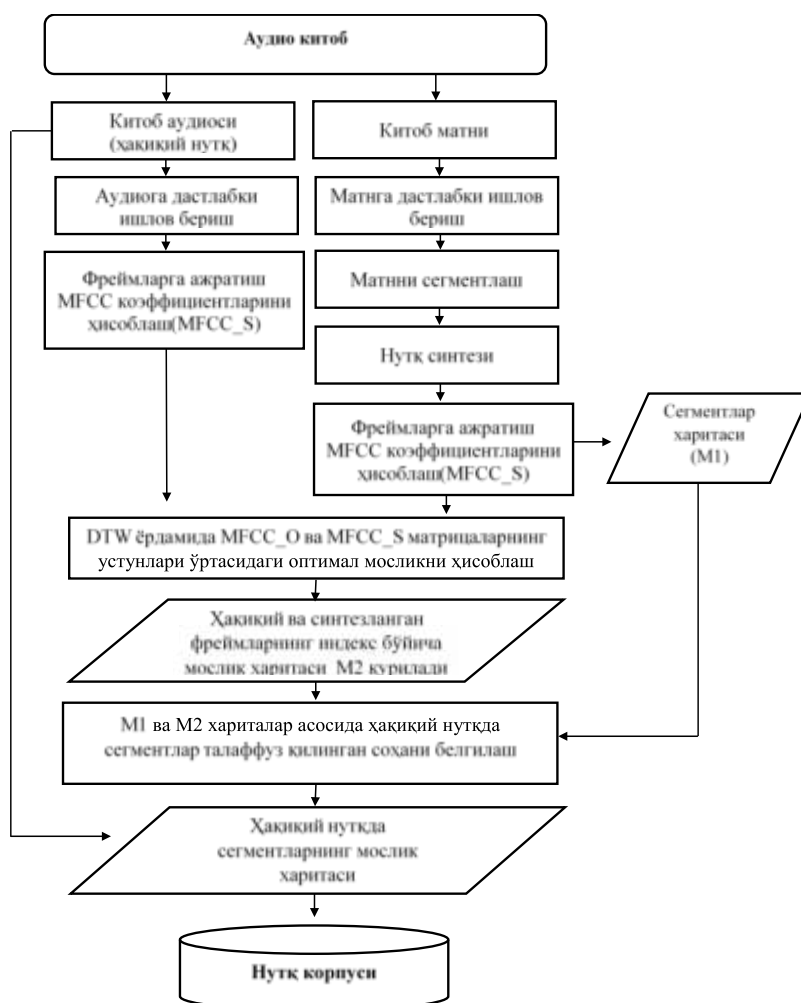 Аудио китоб
Китоб аудиоси
(ҳақиқий нутқ)
Аудиога дастлабки
ишлов бериш
Фреймларга ажратиш
MFCC коэффициентларини
ҳисоблаш(MFCC_S)
Китоб матни
Матнга дастлабки ишлов
бериш
Матнни сегментлаш
Нутқ синтези
Фреймларга ажратиш
MFCC коэффициентларини
ҳисоблаш(MFCC_S)
Сегментлар
харитаси
(M1)
DTW ёрдамида MFCC_O ва MFCC_S матрицаларнинг
устунлари ўртасидаги оптимал мосликни ҳисоблаш
Ҳақиқий ва синтезланган
фреймларнинг индекс бўйича
мослик харитаси M2 қурилади
M1 ва M2 хариталар асосида ҳақиқий нутқда
сегментлар талаффуз қилинган соҳани белгилаш
Ҳақиқий нутқда
сегментларнинг мослик
харитаси
Нутқ корпуси